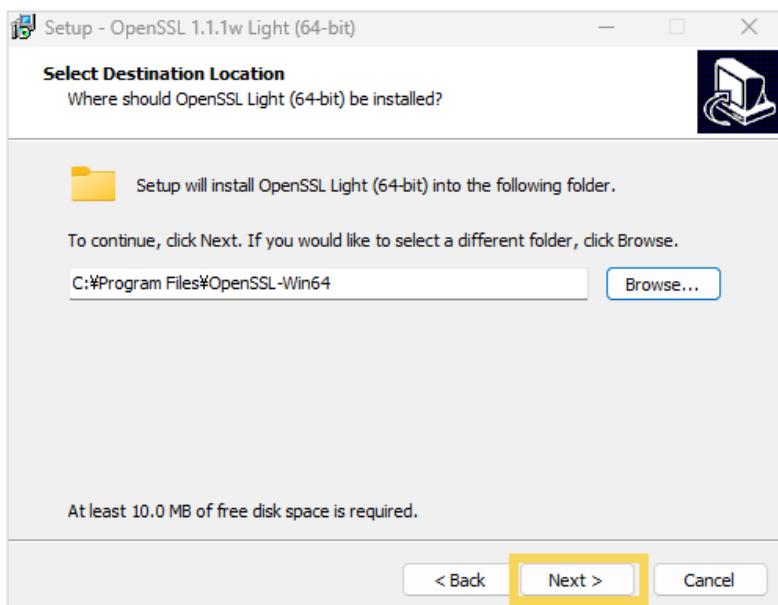 Setup - OpenSSL 1.1.1w Light (64-bit)
Select Destination Location
Where should OpenSSL Light (64-bit) be installed?
Setup will install OpenSSL Light (64-bit) into the following folder.
To continue, click Next. If you would like to select a different folder, click Browse.
C:¥Program Files¥OpenSSL-Win64
Browse...
At least 10.0 MB of free disk space is required.
< Back Next > Cancel